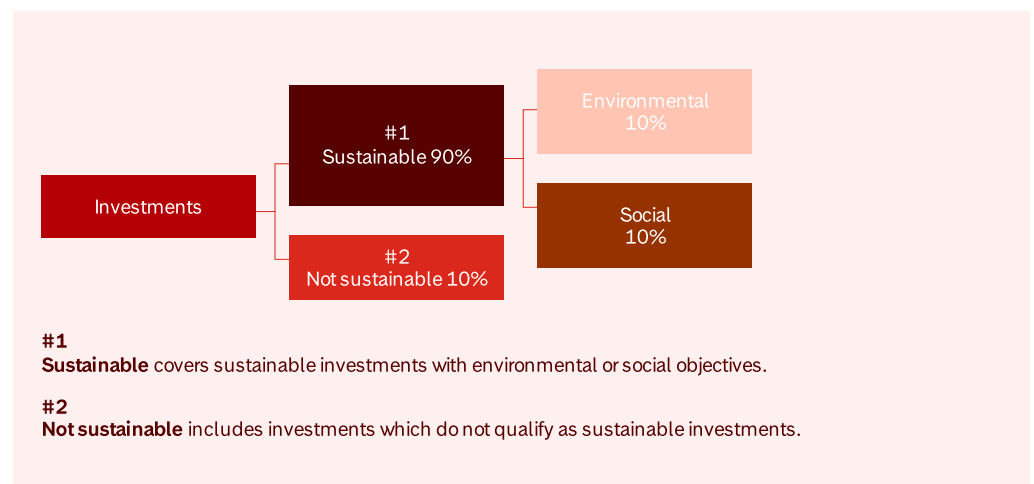 Investments
#1
Sustainable 90%
#2
Not sustainable 10%
Environmental
10%
Social
10%
#1
Sustainable covers sustainable investments with environmental or social objectives.
#2
Not sustainable includes investments which do not qualify as sustainable investments.